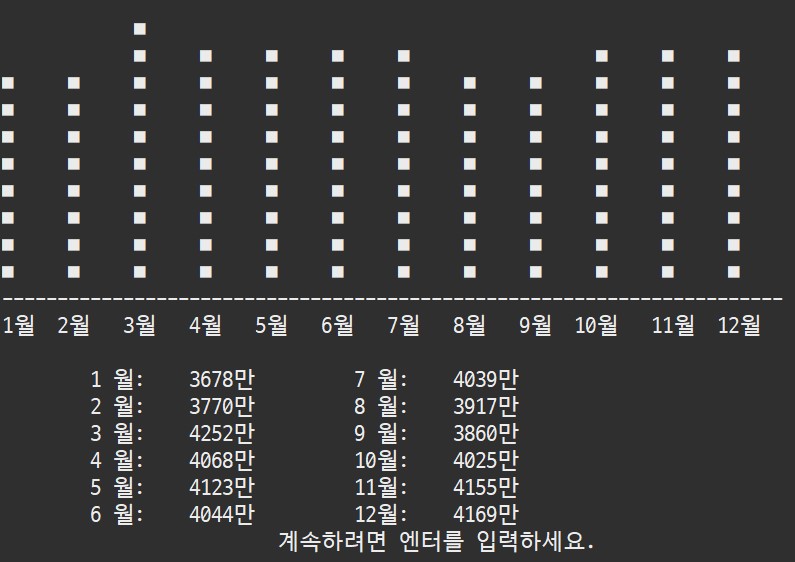 1월 2월 3월 4월 5월 6월 7월 8월 9월 10월 11월 12월
1 월: 3678만 7 월: 4039만
2 월: 3770만 8 월: 3917만
3 월: 4252만 9 월: 3860만
4 월: 4068만 10월: 4025만
5 월: 4123만 11월: 4155만
6 월: 4044만 12월: 4169만
계속하려면 엔터를 입력하세요.